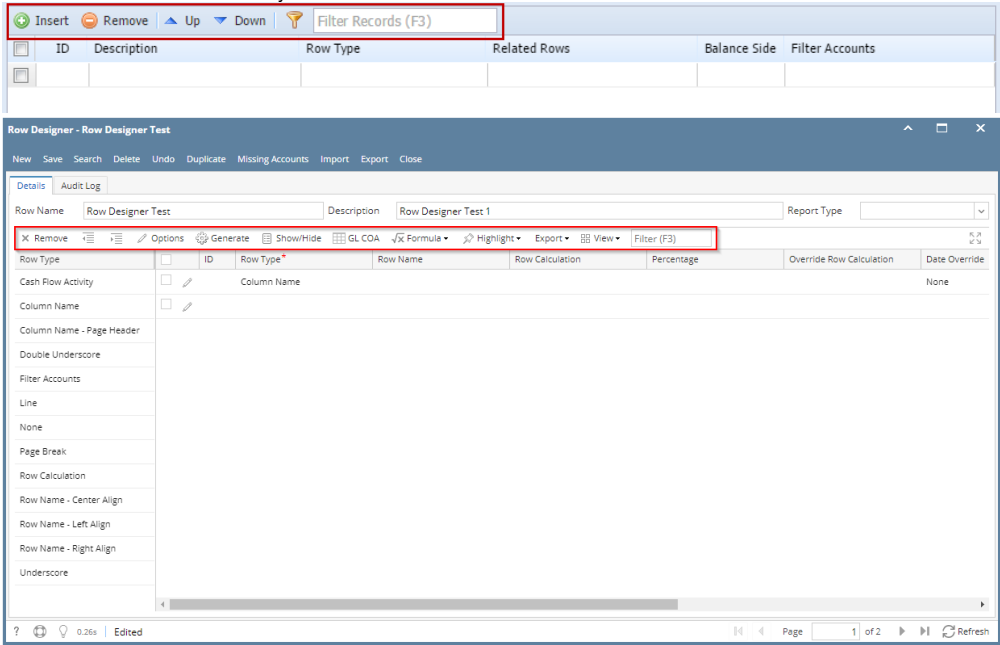 Insert Remove Up Down Filter Records (F3)
ID Description Row Type Related Rows Balance Side Filter Accounts
Row Designer - Row Designer Test
New Save Search Delete Undo Duplicate Missing Accounts Import Export Close
Details Audit Log
Row Name Row Designer Test Description Row Designer Test 1 Report Type
Remove Options Generate Show/Hide GL COA Formula Highlight Export View Filter (F3)
Row Type ID Row Type* Row Name Row Calculation Percentage Override Row Calculation Date Override
Cash Flow Activity Column Name None
Column Name
Column Name - Page Header
Double Underscore
Filter Accounts
Line
None
Page Break
Row Calculation
Row Name - Center Align
Row Name - Left Align
Row Name - Right Align
Underscore
? 0.26s Edited Page 1 of 2 Refresh